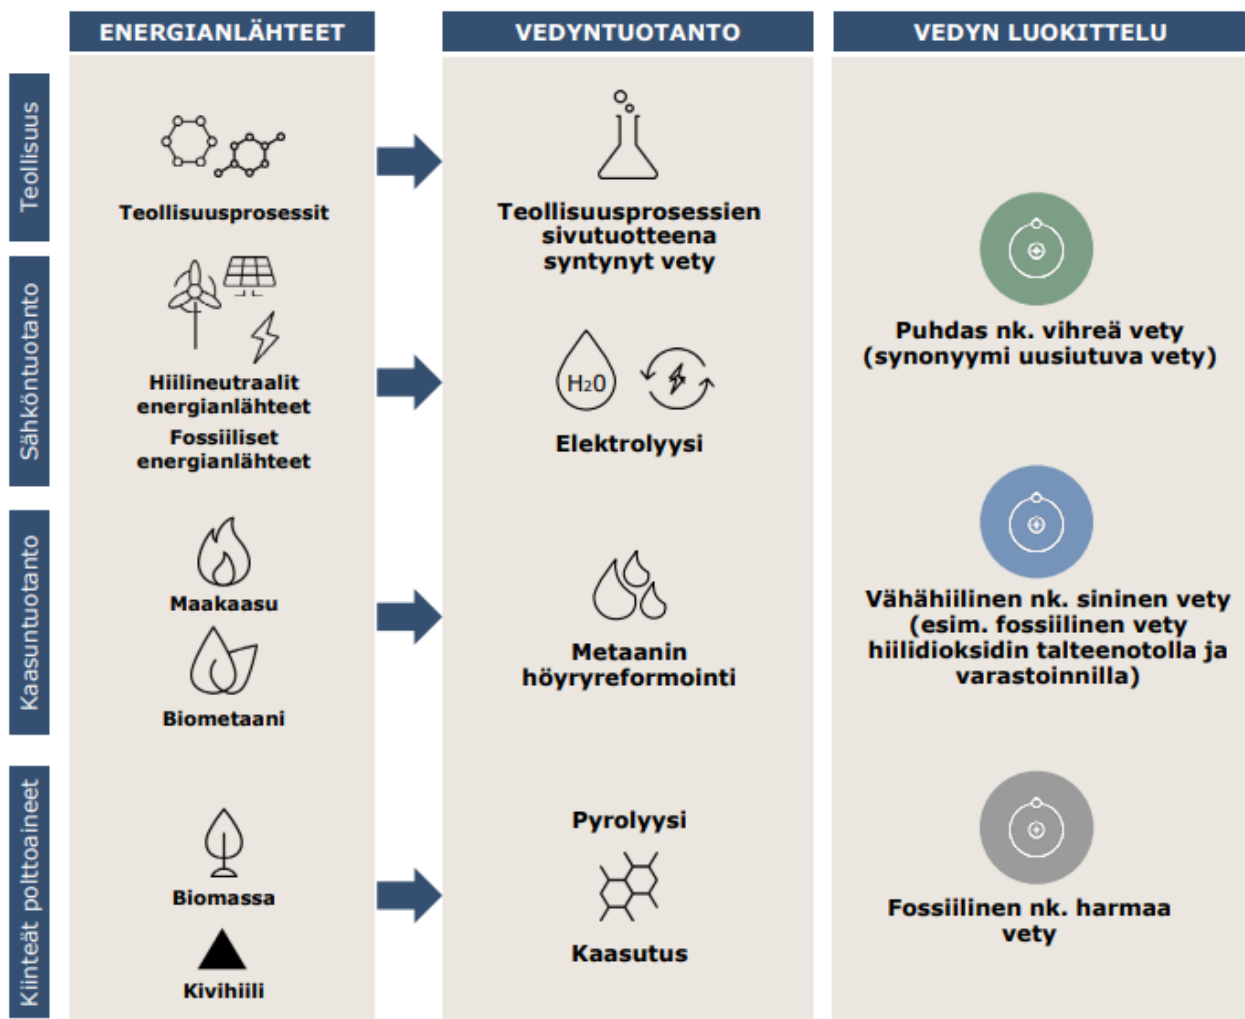 ENERGIANLÄHTEET
VEDYNTUOTANTO
VEDYN LUOKITTELU
Teollisuus
Teollisuusprosessit
Teollisuusprosessien
sivutuotteena
syntynyt vety
Sähköntuotanto
Hiilineutraalit
energianlähteet
Fossiiliset
energianlähteet
H20
Elektrolyysi
Kaasuntuotanto
Maakaasu
Biometaani
Metaanin
höyryreformointi
Kiinteät polttoaineet
Biomassa
Kivihiili
Pyrolyysi
Kaasutus
Puhdas nk. vihreä vety
(synonyymi uusiutuva vety)
Vähähiilinen nk. sininen vety
(esim. fossiilinen vety
hiilidioksidin talteenotolla ja
varastoinnilla)
Fossiilinen nk. harmaa
vety